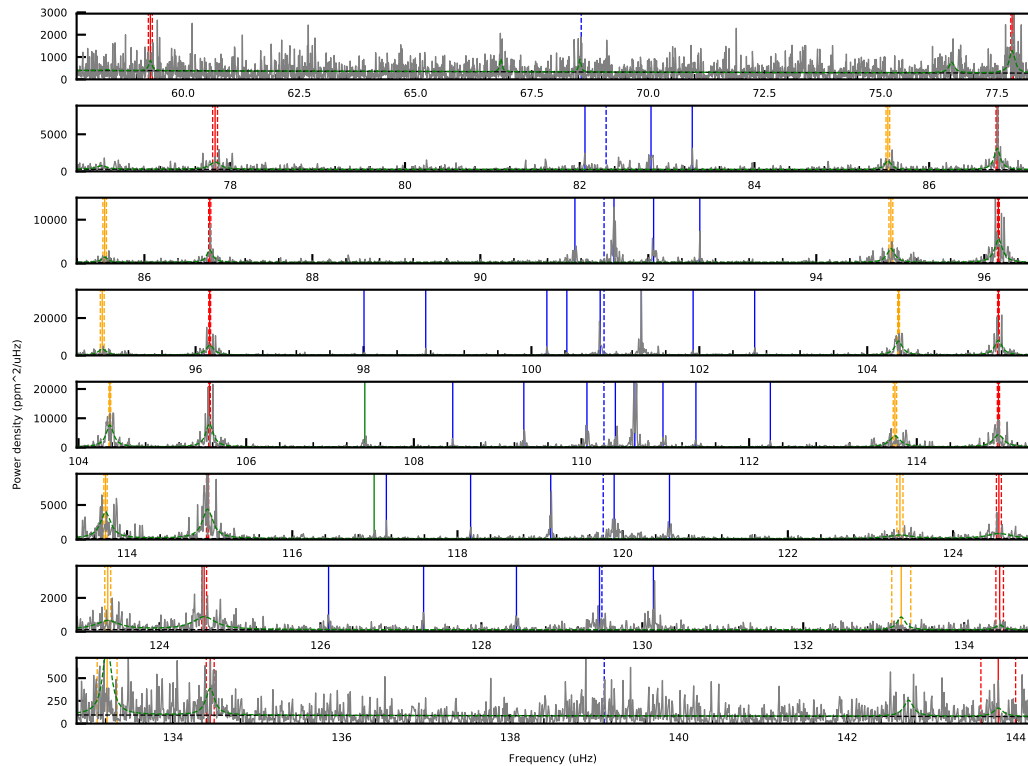 3000
2000
1000
0
60.0 62.5 65.0 67.5 70.0 72.5 75.0 77.5
5000
0
78 80 82 84 86
10000
0
86 88 90 92 94 96
20000
0
96 98 100 102 104
20000
10000
0
104 106 108 110 112 114
Power density (ppm^2/uHz)
5000
0
114 116 118 120 122 124
2000
0
124 126 128 130 132 134
500
250
0
134 136 138 140 142 144
Frequency (uHz)